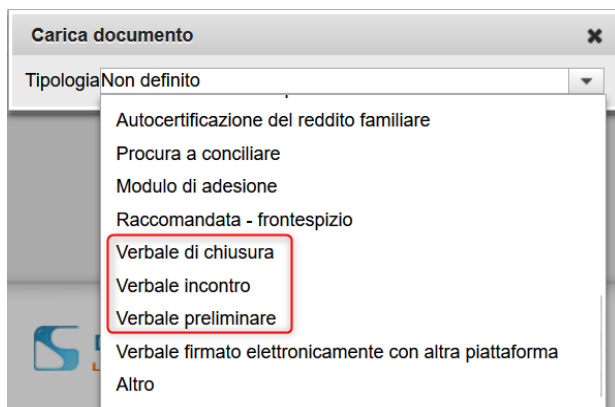 Carica documento
Tipologia Non definito
Autocertificazione del reddito familiare
Procura a conciliare
Modulo di adesione
Raccomandata - frontespizio
Verbale di chiusura
Verbale incontro
Verbale preliminare
Verbale firmato elettronicamente con altra piattaforma
Altro